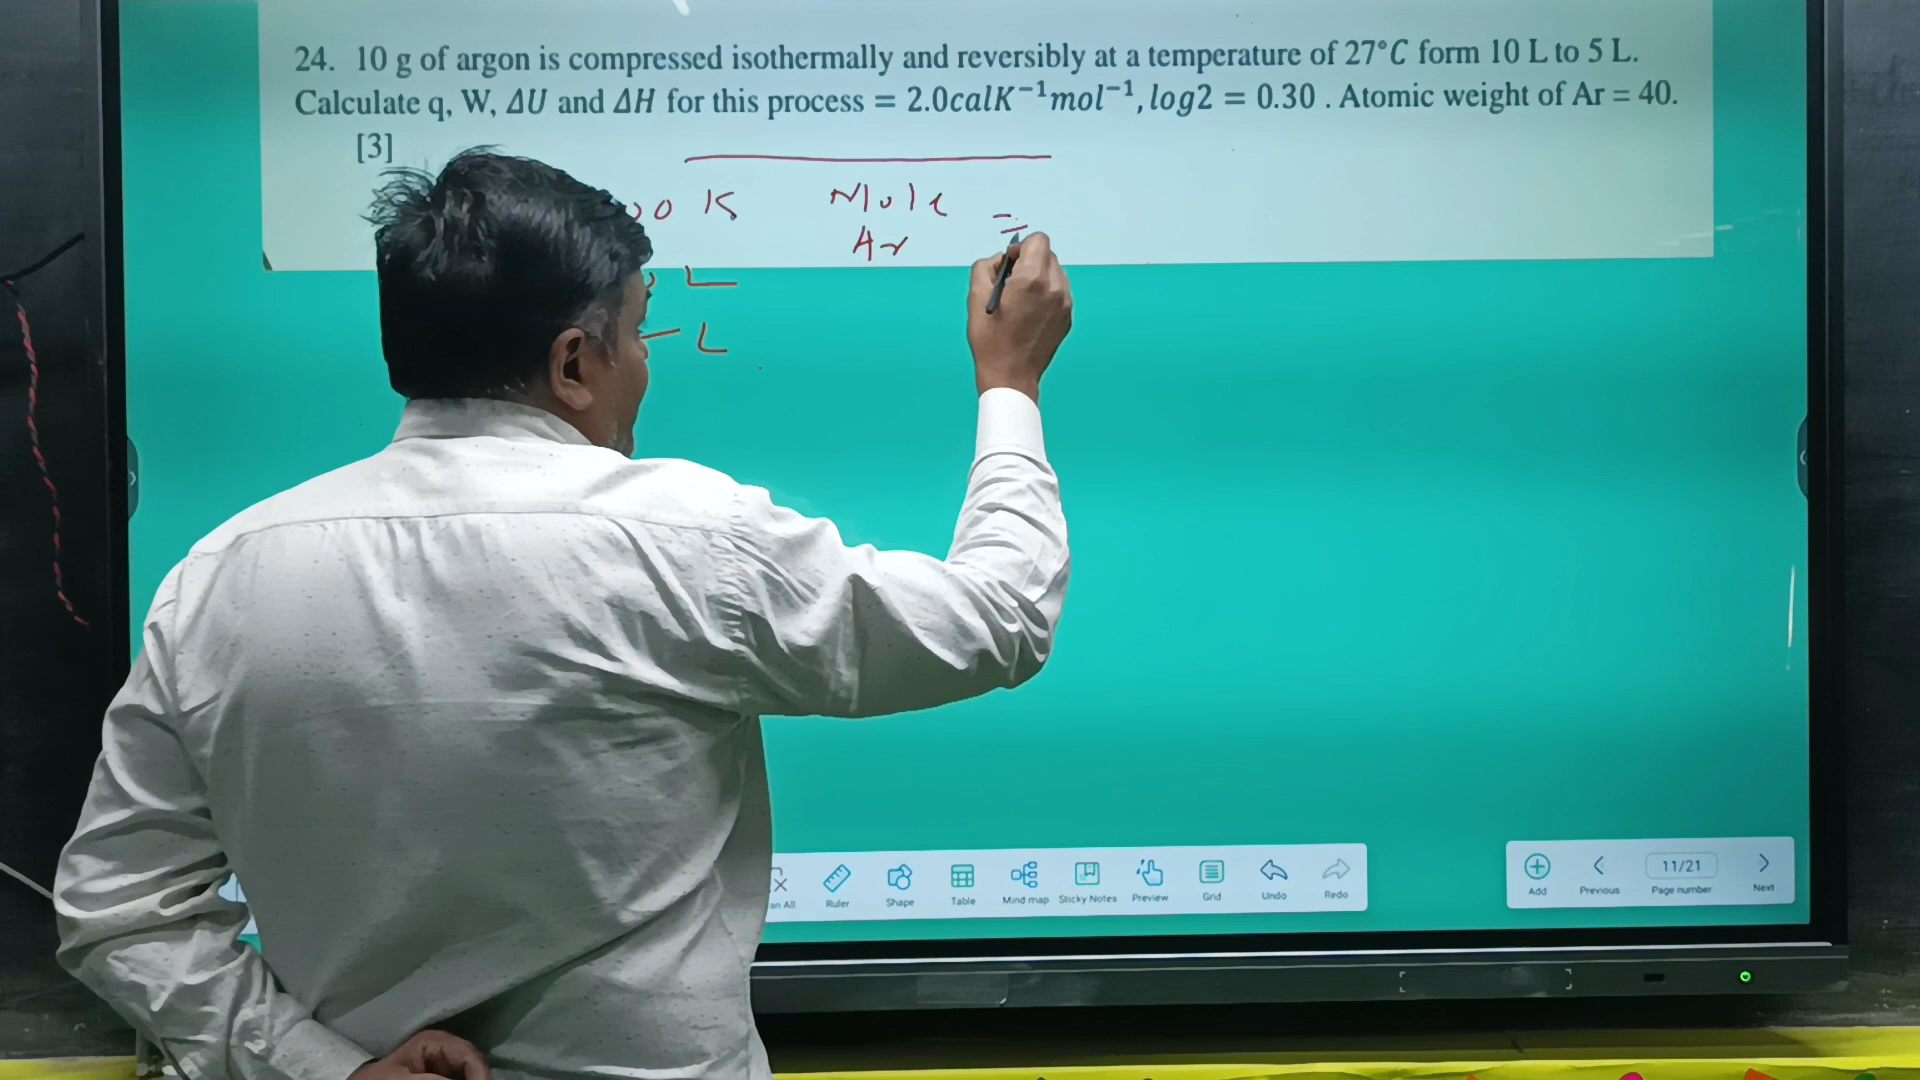 24. 10 g of argon is compressed isothermally and reversibly at a temperature of 27°C form 10 L to 5 L.
Calculate q, W, ΔU and ΔH for this process = 2.0calK⁻¹mol⁻¹, log2 = 0.30 . Atomic weight of Ar = 40.
[3]
K Mole =
Ar
L
L
an All Ruler Shape Table Mind map Sticky Notes Preview Grid Undo Redo
Add Previous 11/21 Page number Next